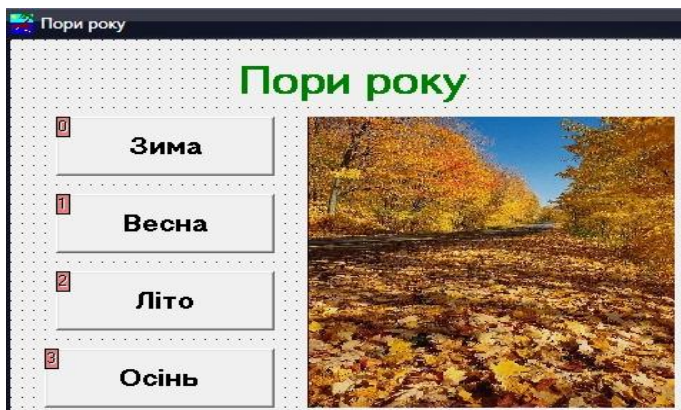 Пори року
Пори року
0
Зима
1
Весна
2
Літо
3
Осінь